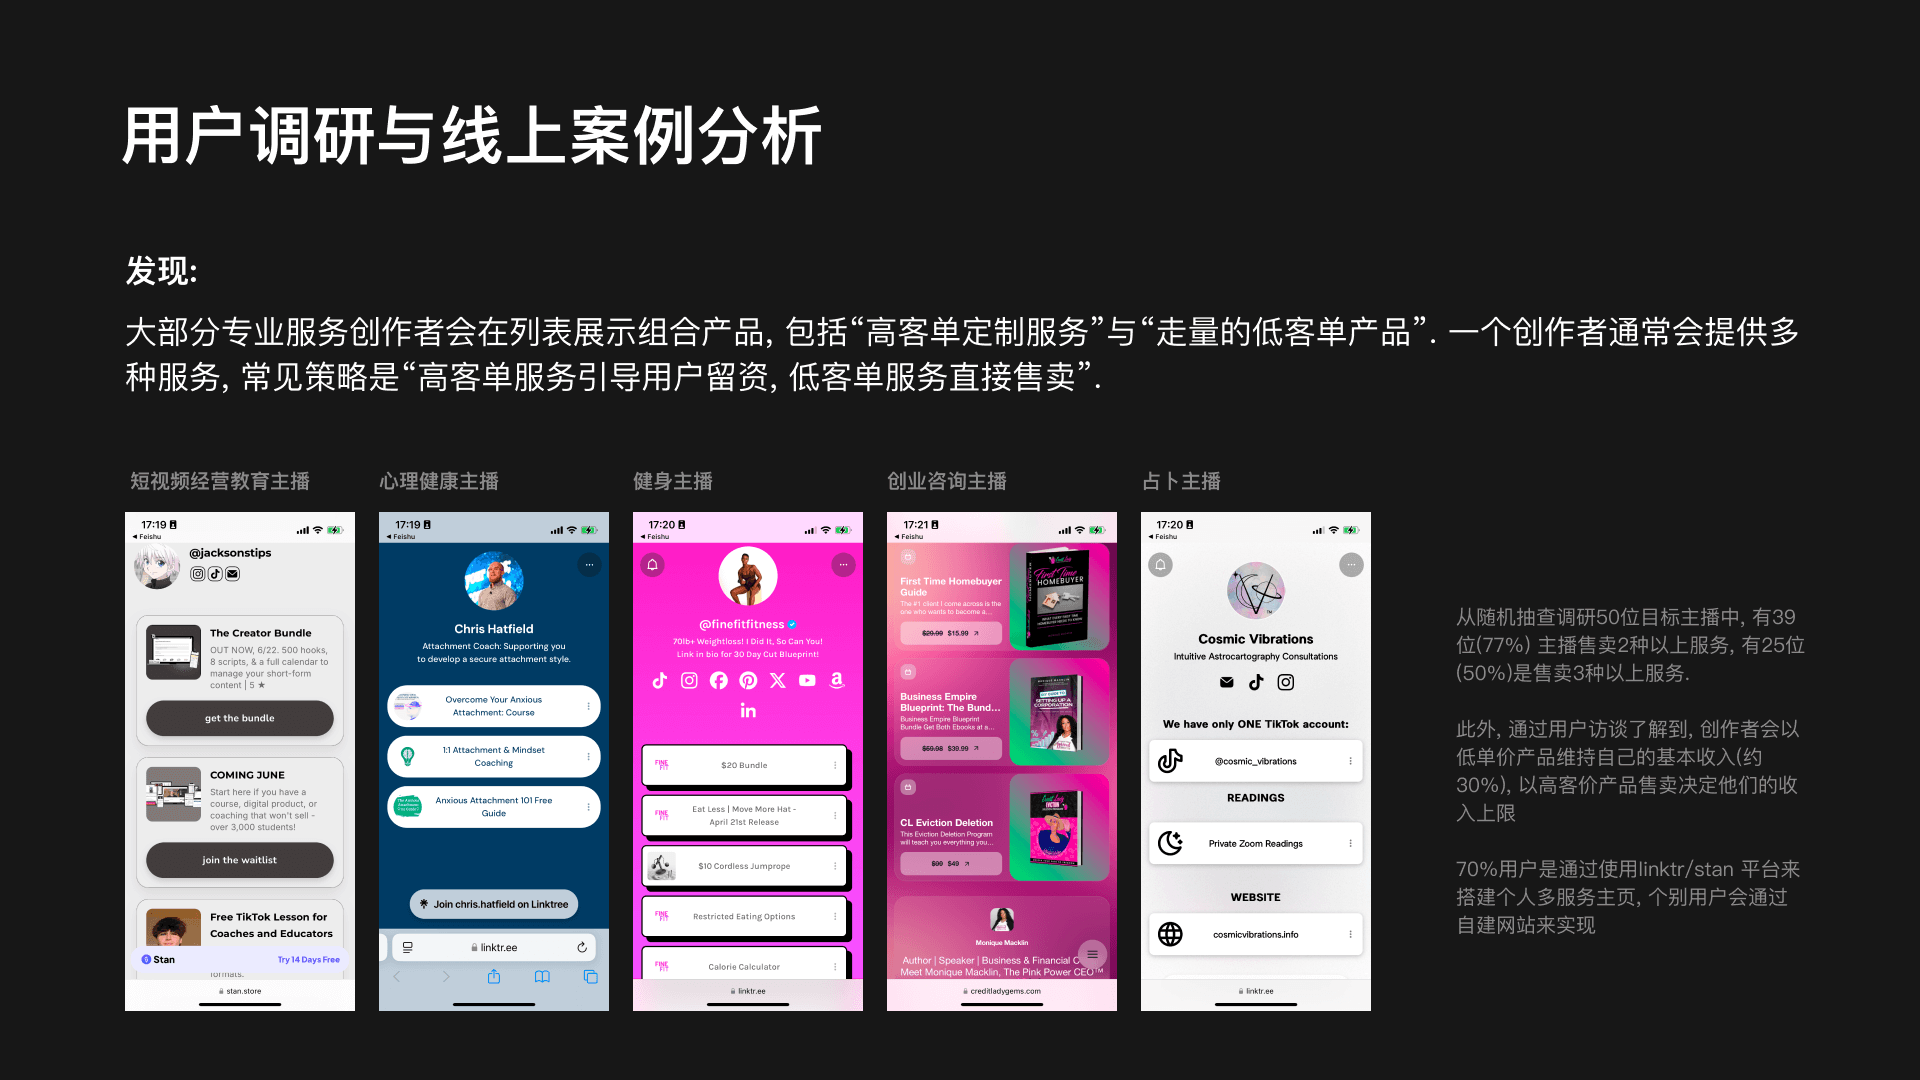 用户调研与线上案例分析
发现:
大部分专业服务创作者会在列表展示组合产品, 包括“高客单定制服务”与“走量的低客单产品”. 一个创作者通常会提供多
种服务, 常见策略是“高客单服务引导用户留资, 低客单服务直接售卖”.
短视频经营教育主播
17:19
Feishu
@jacksonstips
The Creator Bundle
OUT NOW, 6/22. 500 hooks,
8 scripts, & a full calendar to
manage your short-form
content | 5 ★
get the bundle
COMING JUNE
Start here if you have a
course, digital product, or
coaching that won't sell -
over 3,000 students!
join the waitlist
Free TikTok Lesson for
Coaches and Educators
Stan
Try 14 Days Free
formats.
stan.store
心理健康主播
17:19
Feishu
Chris Hatfield
Attachment Coach: Supporting you
to develop a secure attachment style.
Overcome Your Anxious
Attachment: Course
1:1 Attachment & Mindset
Coaching
Anxious Attachment 101 Free
Guide
Join chris.hatfield on Linktree
linktr.ee
健身主播
17:20
Feishu
@finefitfitness
70lb+ Weightloss! I Did It, So Can You!
Link in bio for 30 Day Cut Blueprint!
FINE
FIT
$20 Bundle
FINE
FIT
Eat Less | Move More Hat -
April 21st Release
$10 Cordless Jumprope
FINE
FIT
Restricted Eating Options
FINE
FIT
Calorie Calculator
linktr.ee
创业咨询主播
17:21
Feishu
First Time Homebuyer
Guide
The #1 client I come across is the
one who wants to become a...
$29.99 $15.99
First Time
HOMEBUYER
Business Empire
Blueprint: The Bund...
Business Empire Blueprint
Bundle Get Both Ebooks at a...
$59.98 $39.99
SETTING UP A
CORPORATION
CL Eviction Deletion
This Eviction Deletion Program
will teach you everything you...
$99 $49
EVICTION
Monique Macklin
Author | Speaker | Business & Financial C
Meet Monique Macklin, The Pink Power CEO™
creditladygems.com
占卜主播
17:20
Feishu
Cosmic Vibrations
Intuitive Astrocartography Consultations
We have only ONE TikTok account:
@cosmic_vibrations
READINGS
Private Zoom Readings
WEBSITE
cosmicvibrations.info
linktr.ee
从随机抽查调研50位目标主播中, 有39
位(77%) 主播售卖2种以上服务, 有25位
(50%)是售卖3种以上服务.
此外, 通过用户访谈了解到, 创作者会以
低单价产品维持自己的基本收入(约
30%), 以高客价产品售卖决定他们的收
入上限
70%用户是通过使用linktr/stan 平台来
搭建个人多服务主页, 个别用户会通过
自建网站来实现